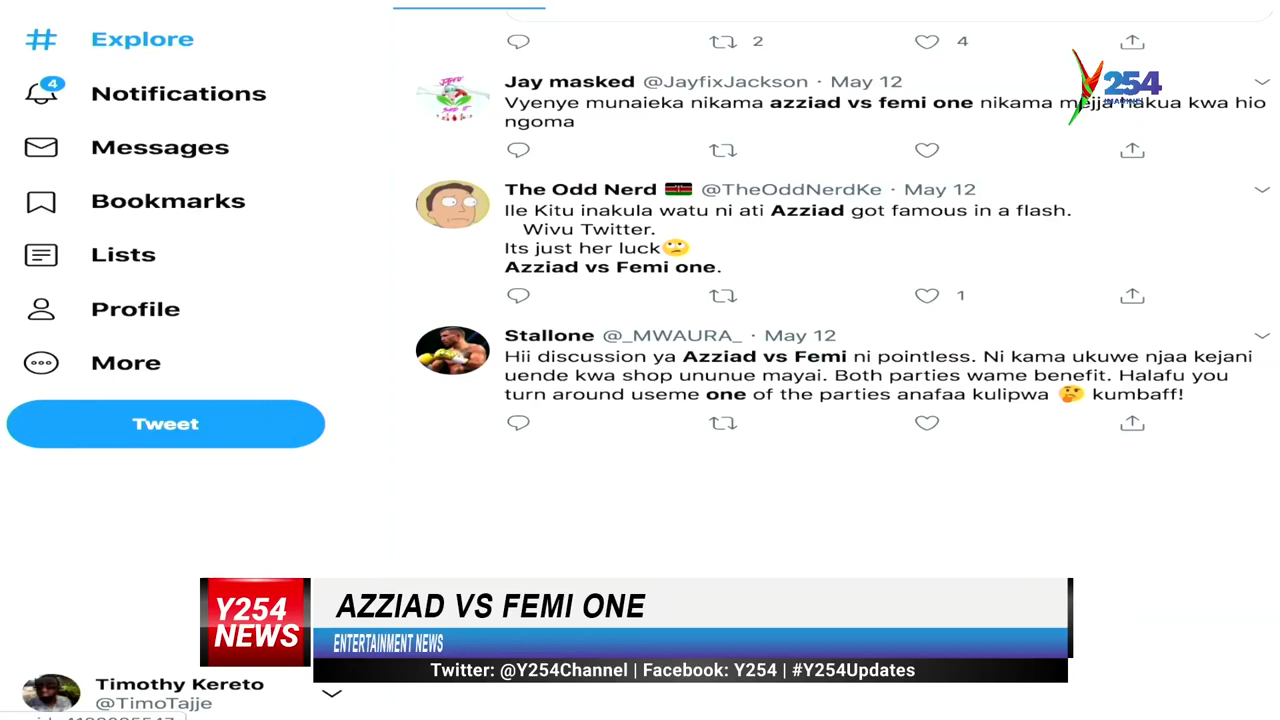 Explore
4
Notifications
Messages
Bookmarks
Lists
Profile
More
Tweet
2
4
Jay masked @JayfixJackson · May 12
Vyenye munaieka nikama azziad vs femi one nikama mejja hakua kwa hio
ngoma
The Odd Nerd @TheOddNerdKe · May 12
Ile Kitu inakula watu ni ati Azziad got famous in a flash.
Wivu Twitter.
Its just her luck🙄
Azziad vs Femi one.
1
Stallone @_MWAURA_ · May 12
Hii discussion ya Azziad vs Femi ni pointless. Ni kama ukuwe njaa kejani
uende kwa shop ununue mayai. Both parties wame benefit. Halafu you
turn around useme one of the parties anafaa kulipwa 🤔 kumbaff!
Y254
Y254
NEWS
AZZIAD VS FEMI ONE
ENTERTAINMENT NEWS
Twitter: @Y254Channel | Facebook: Y254 | #Y254Updates
Timothy Kereto
@TimoTajje